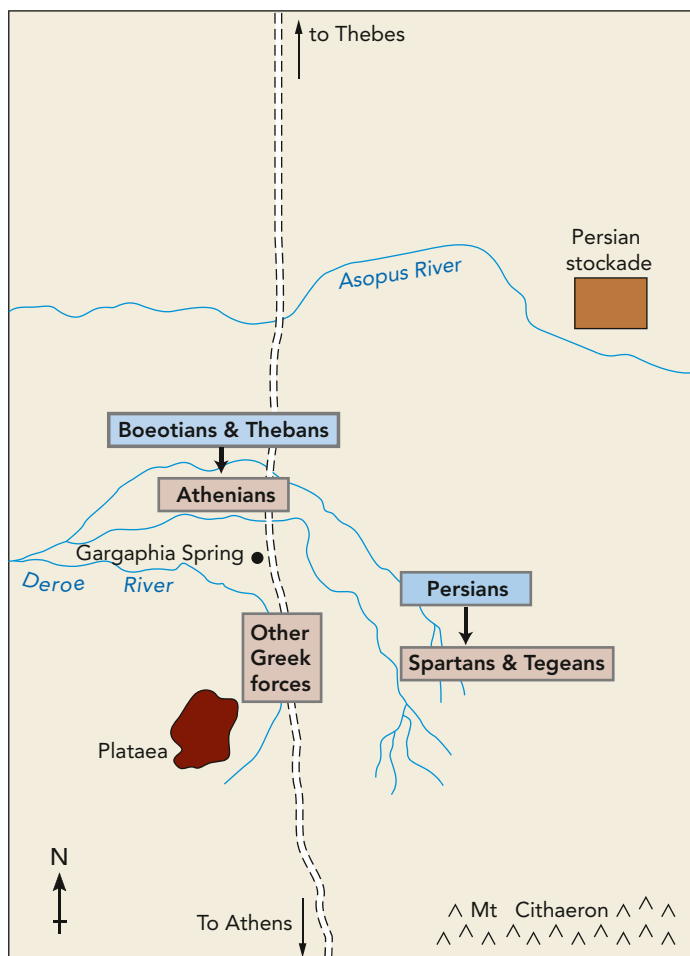 to Thebes
Persian
stockade
Asopus River
Boeotians & Thebans
Athenians
Gargaphia Spring
Deroe River
Persians
Other
Greek
forces
Spartans & Tegeans
Plataea
N
To Athens
Mt Cithaeron